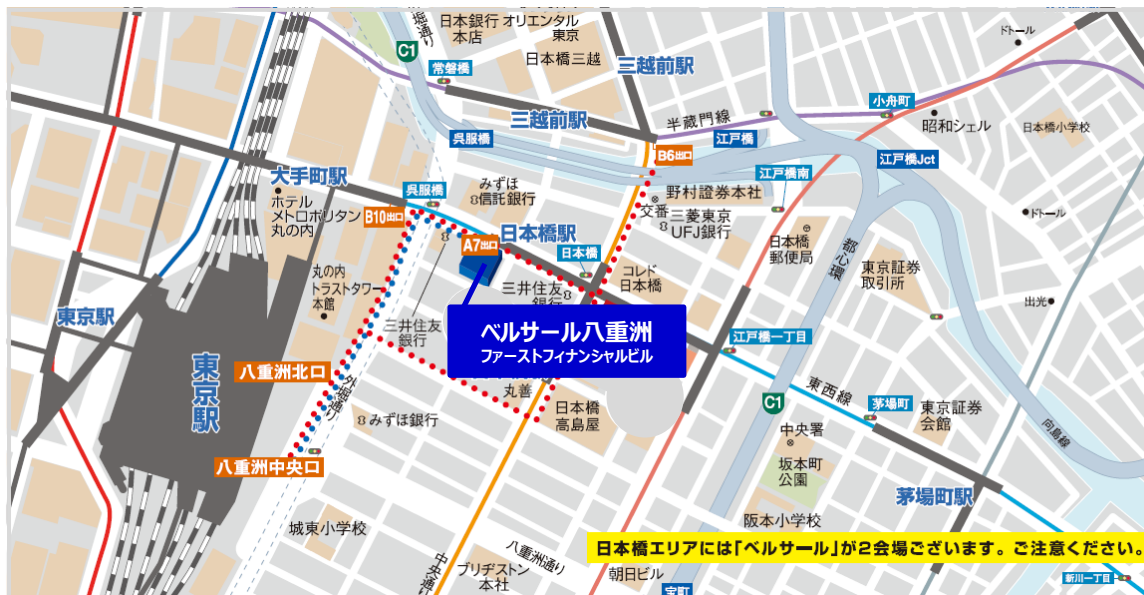 外堀通り
C1
日本銀行
本店
オリエンタル
東京
日本橋三越
三越前駅
ドトール
常盤橋
三越前駅
半蔵門線
小舟町
昭和シェル
日本橋小学校
呉服橋
江戸橋
江戸橋Jct
B6出口
大手町駅
呉服橋
みずほ
信託銀行
野村證券本社
江戸橋南
ホテル
メトロポリタン
丸の内
B10出口
交番
三菱東京
UFJ銀行
ドトール
A7出口
日本橋駅
日本橋
日本橋
郵便局
都心環
丸の内
トラストタワー
本館
三井住友
銀行
コレド
日本橋
東京証券
取引所
出光
東京駅
三井住友
銀行
ベルサール八重洲
ファーストフィナンシャルビル
江戸橋一丁目
東京駅
八重洲北口
外堀通り
丸善
東西線
C1
茅場町
東京証券
会館
みずほ銀行
日本橋
高島屋
中央署
向島線
八重洲中央口
坂本町
公園
茅場町駅
城東小学校
阪本小学校
八重洲通り
日本橋エリアには「ベルサール」が2会場ございます。ご注意ください。
中央通り
ブリヂストン
本社
朝日ビル
宝町
新川一丁目